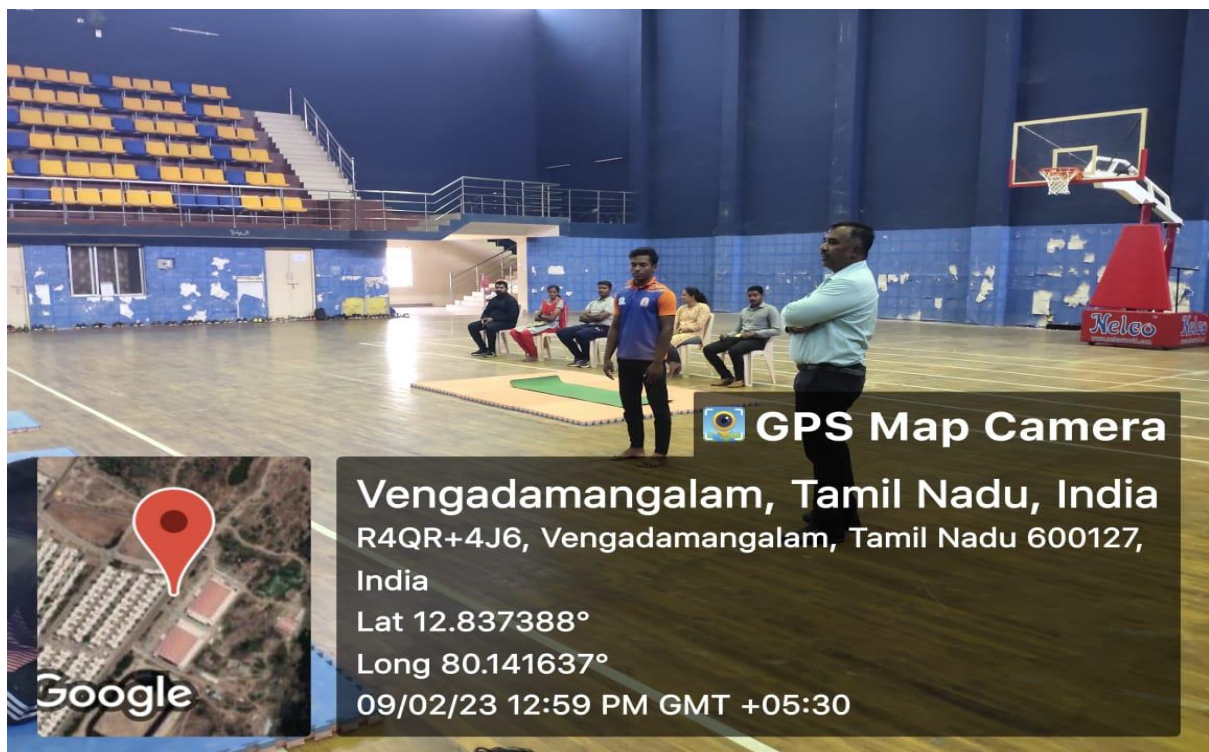 Nelco
Nelco
GPS Map Camera
Vengadamangalam, Tamil Nadu, India
R4QR+4J6, Vengadamangalam, Tamil Nadu 600127,
India
Lat 12.837388°
Long 80.141637°
09/02/23 12:59 PM GMT +05:30
Google